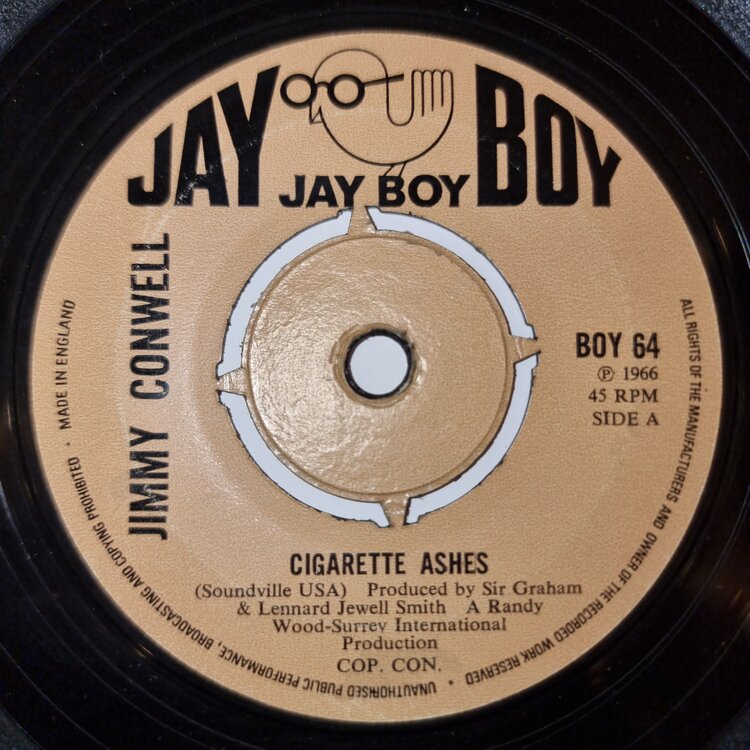 JAY BOY
JAY BOY
JIMMY CONWELL
BOY 64
Ⓟ 1966
45 RPM
SIDE A
CIGARETTE ASHES
(Soundville USA) Produced by Sir Graham
& Lennard Jewell Smith A Randy
Wood-Surrey International
Production
COP. CON.
MADE IN ENGLAND
ALL RIGHTS OF THE MANUFACTURERS AND OWNER OF THE RECORDED WORK RESERVED • UNAUTHORISED PUBLIC PERFORMANCE, BROADCASTING AND COPYING PROHIBITED •